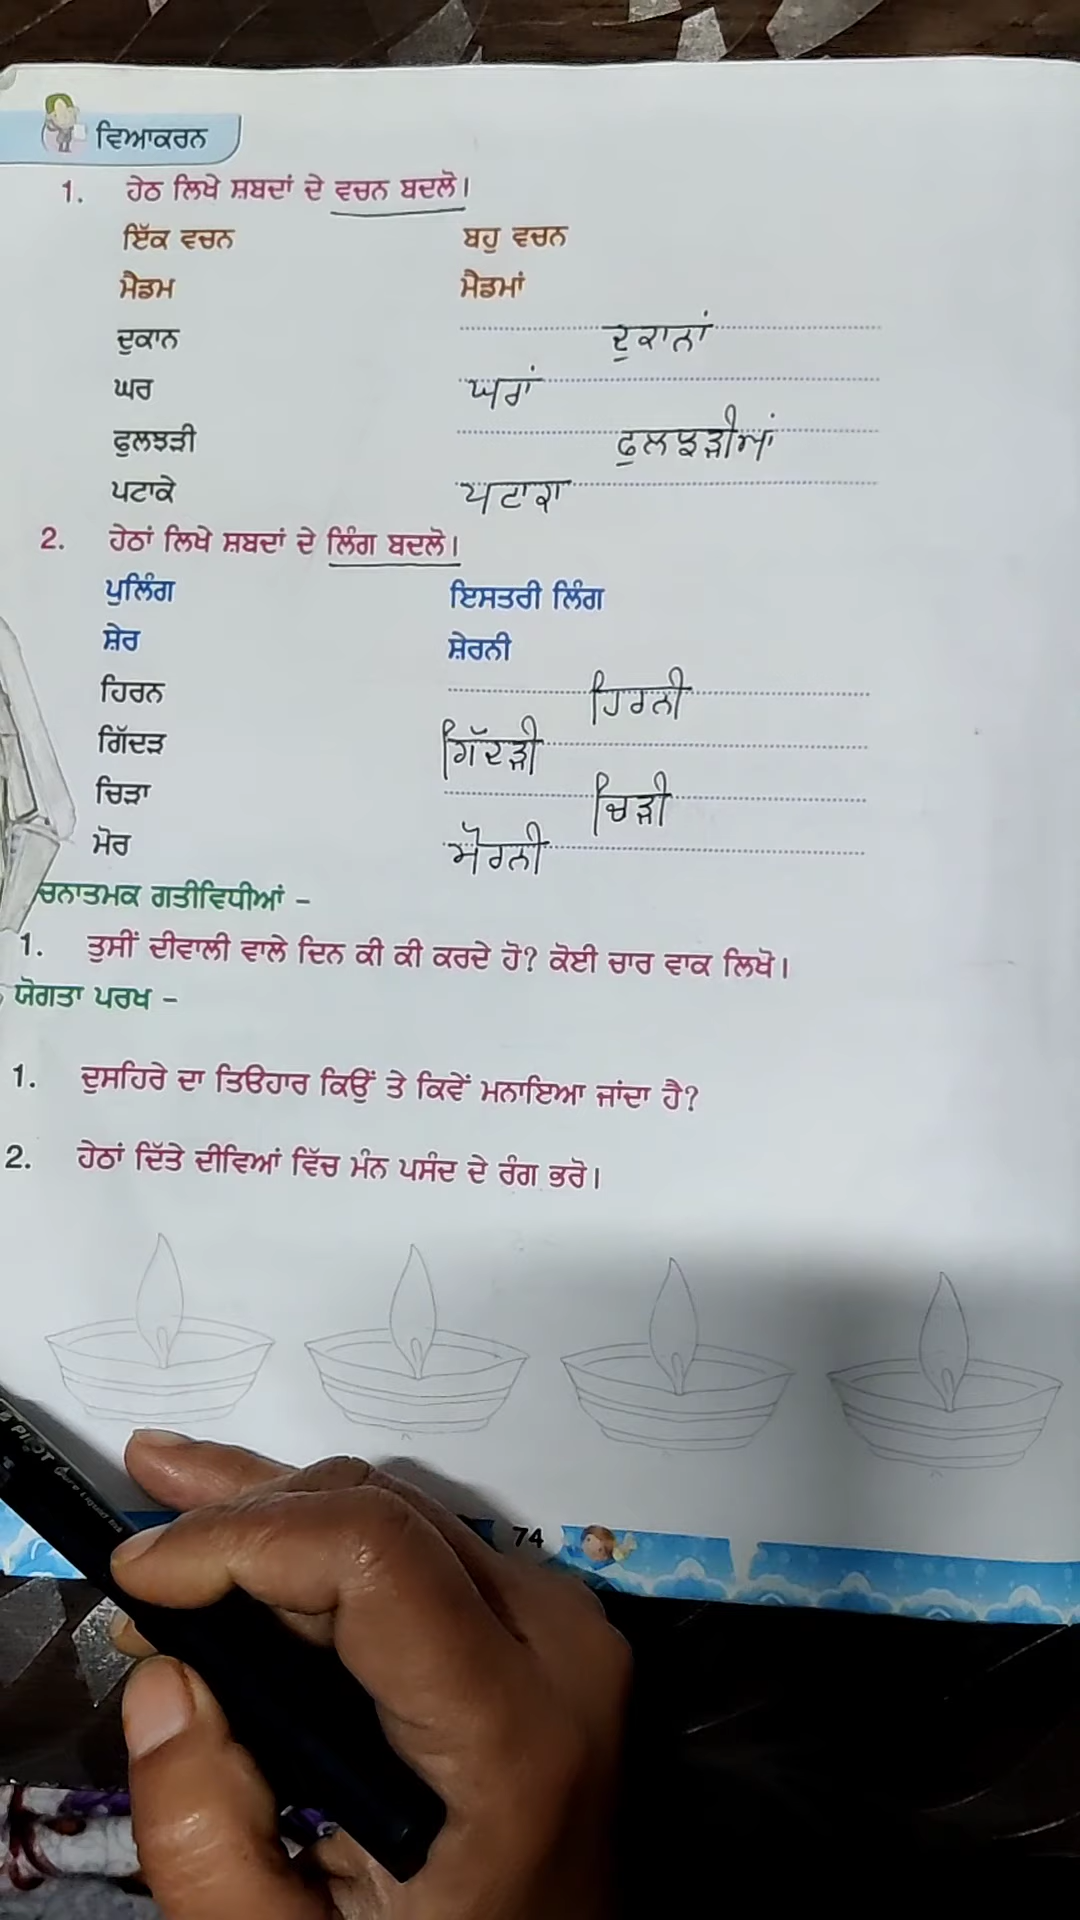 ਵਿਆਕਰਨ
1. ਹੇਠ ਲਿਖੇ ਸ਼ਬਦਾਂ ਦੇ ਵਚਨ ਬਦਲੋ।
ਇੱਕ ਵਚਨ ਬਹੁ ਵਚਨ
ਮੈਡਮ ਮੈਡਮਾਂ
ਦੁਕਾਨ ਦੁਕਾਨਾਂ
ਘਰ ਘਰਾਂ
ਫੁਲਝੜੀ ਫੁਲਝੜੀਆਂ
ਪਟਾਕੇ ਪਟਾਕਾ
2. ਹੇਠਾਂ ਲਿਖੇ ਸ਼ਬਦਾਂ ਦੇ ਲਿੰਗ ਬਦਲੋ।
ਪੁਲਿੰਗ ਇਸਤਰੀ ਲਿੰਗ
ਸ਼ੇਰ ਸ਼ੇਰਨੀ
ਹਿਰਨ ਹਿਰਨੀ
ਗਿੱਦੜ ਗਿੱਦੜੀ
ਚਿੜਾ ਚਿੜੀ
ਮੋਰ ਮੋਰਨੀ
ਚਨਾਤਮਕ ਗਤੀਵਿਧੀਆਂ -
1. ਤੁਸੀਂ ਦੀਵਾਲੀ ਵਾਲੇ ਦਿਨ ਕੀ ਕੀ ਕਰਦੇ ਹੋ? ਕੋਈ ਚਾਰ ਵਾਕ ਲਿਖੋ।
ਯੋਗਤਾ ਪਰਖ -
1. ਦੁਸਹਿਰੇ ਦਾ ਤਿਓਹਾਰ ਕਿਉਂ ਤੇ ਕਿਵੇਂ ਮਨਾਇਆ ਜਾਂਦਾ ਹੈ?
2. ਹੇਠਾਂ ਦਿੱਤੇ ਦੀਵਿਆਂ ਵਿੱਚ ਮੰਨ ਪਸੰਦ ਦੇ ਰੰਗ ਭਰੋ।
PILOT
74